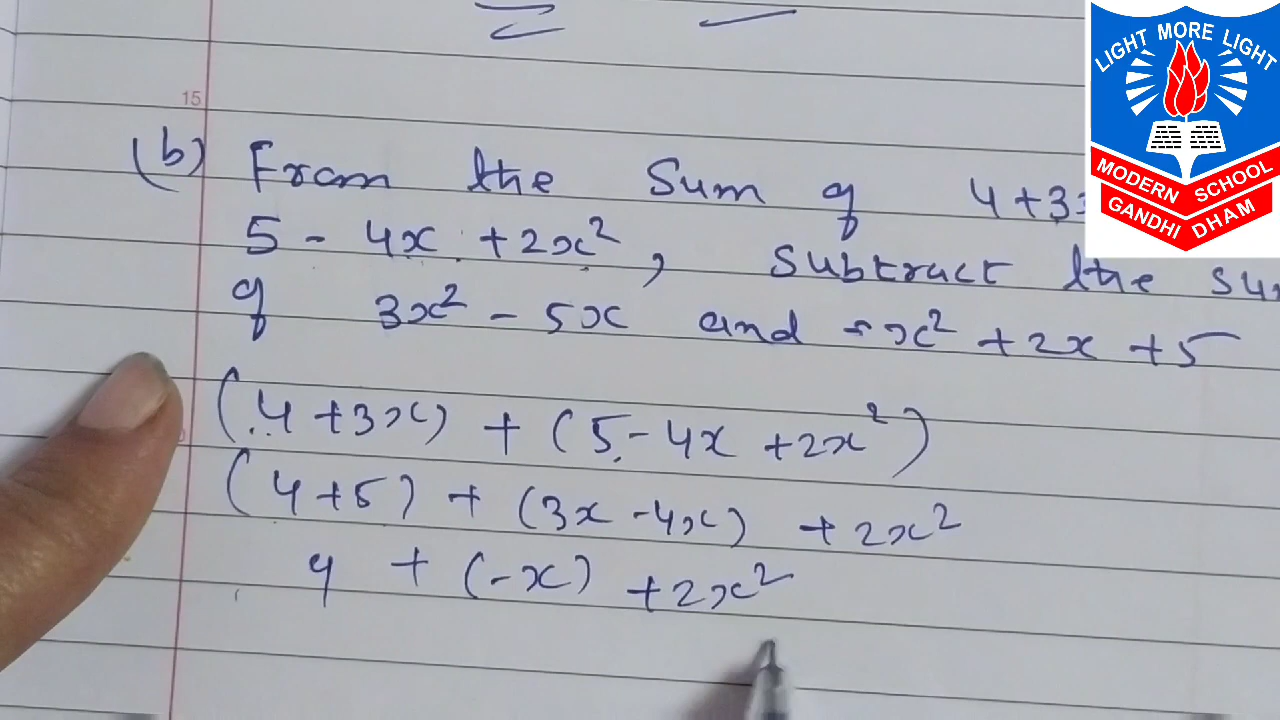 LIGHT MORE LIGHT
MODERN SCHOOL
GANDHI DHAM
15
(b) From the Sum of 4+3
5 - 4x + 2x², subtract the su
of 3x² - 5x and -x² + 2x + 5
(4+3x) + (5 - 4x + 2x²)
(4+5) + (3x - 4x) + 2x²
9 + (-x) + 2x²